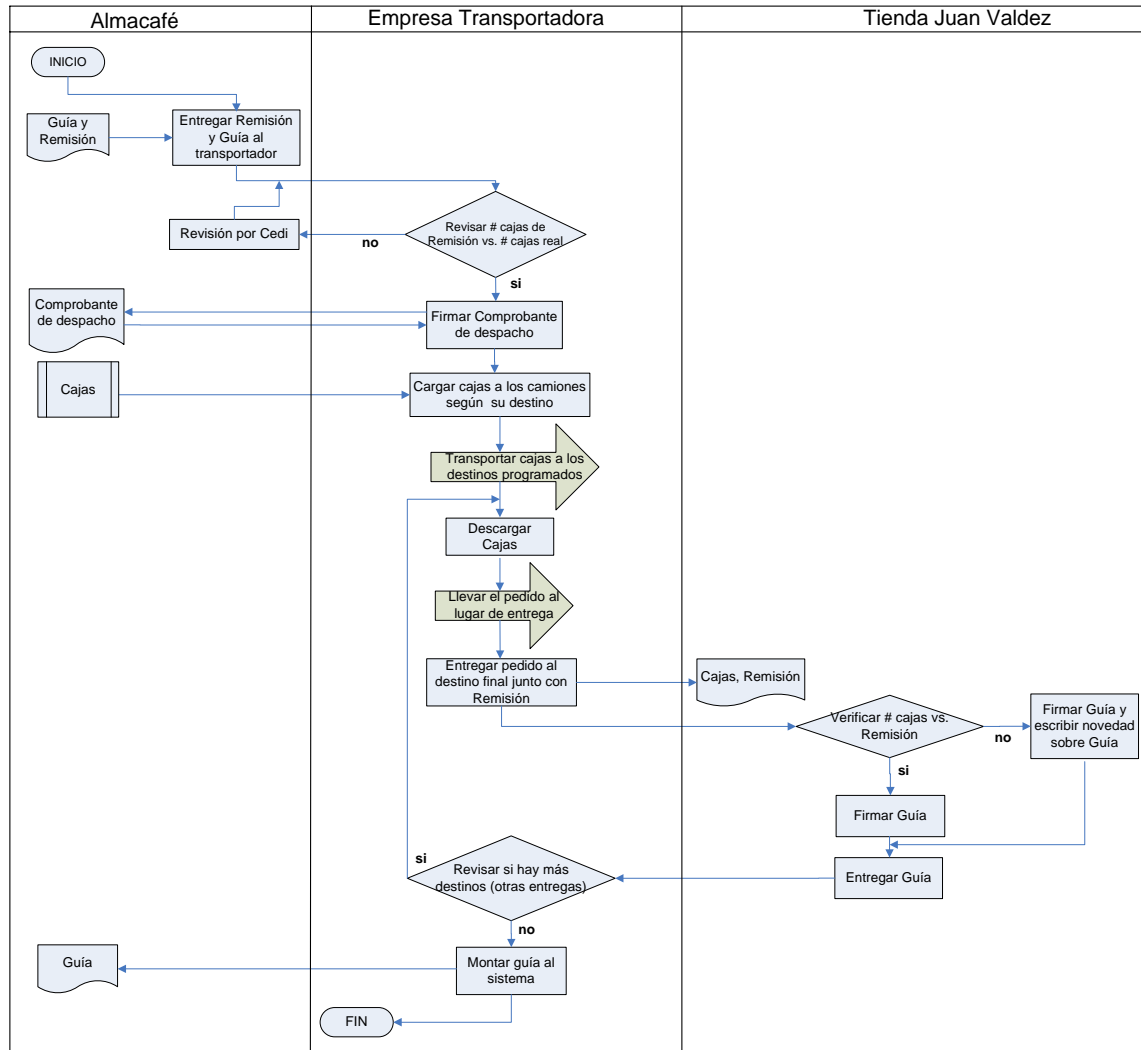 Almacafé
Empresa Transportadora
Tienda Juan Valdez
INICIO
Guía y
Remisión
Entregar Remisión
y Guía al
transportador
Revisión por Cedi
no
Revisar # cajas de
Remisión vs. # cajas real
si
Comprobante
de despacho
Firmar Comprobante
de despacho
Cajas
Cargar cajas a los camiones
según su destino
Transportar cajas a los
destinos programados
Descargar
Cajas
Llevar el pedido al
lugar de entrega
Entregar pedido al
destino final junto con
Remisión
Cajas, Remisión
Verificar # cajas vs.
Remisión
no
Firmar Guía y
escribir novedad
sobre Guía
si
Firmar Guía
Entregar Guía
si
Revisar si hay más
destinos (otras entregas)
no
Guía
Montar guía al
sistema
FIN